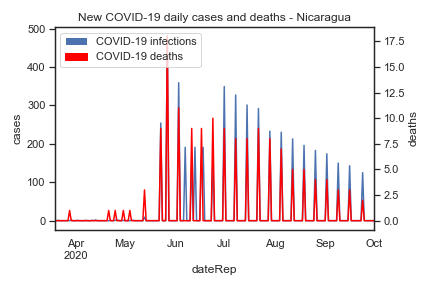 New COVID-19 daily cases and deaths - Nicaragua
COVID-19 infections
COVID-19 deaths
500
400
300
200
100
0
cases
17.5
15.0
12.5
10.0
7.5
5.0
2.5
0.0
deaths
Apr May Jun Jul Aug Sep Oct
2020
dateRep